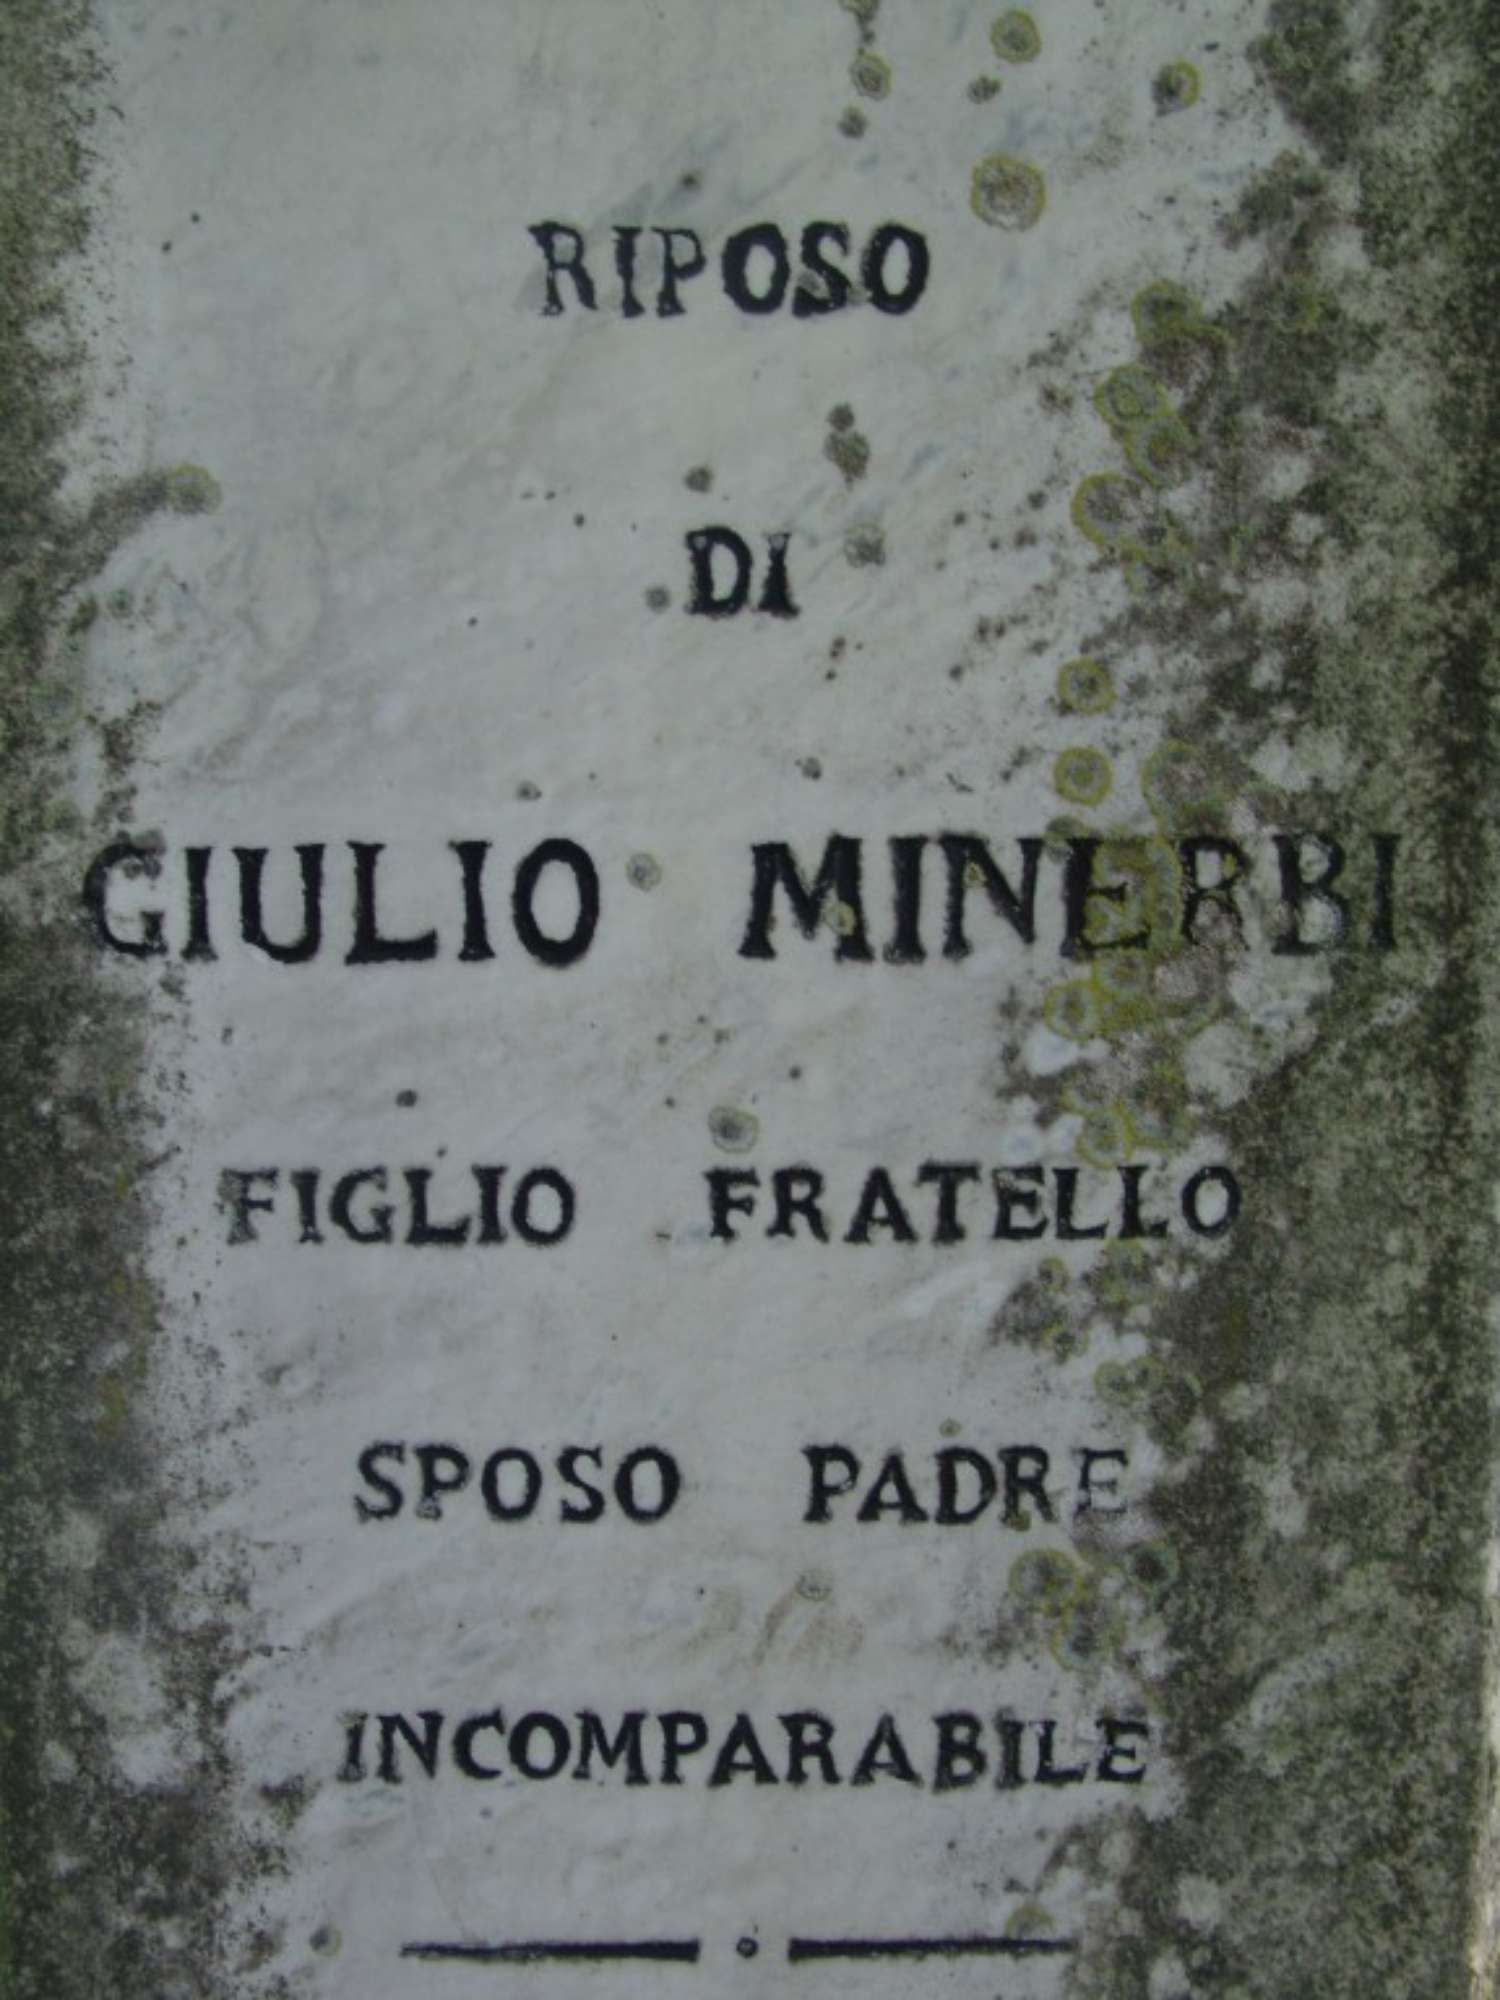 RIPOSO
DI
GIULIO MINERBI
FIGLIO FRATELLO
SPOSO PADRE
INCOMPARABILE